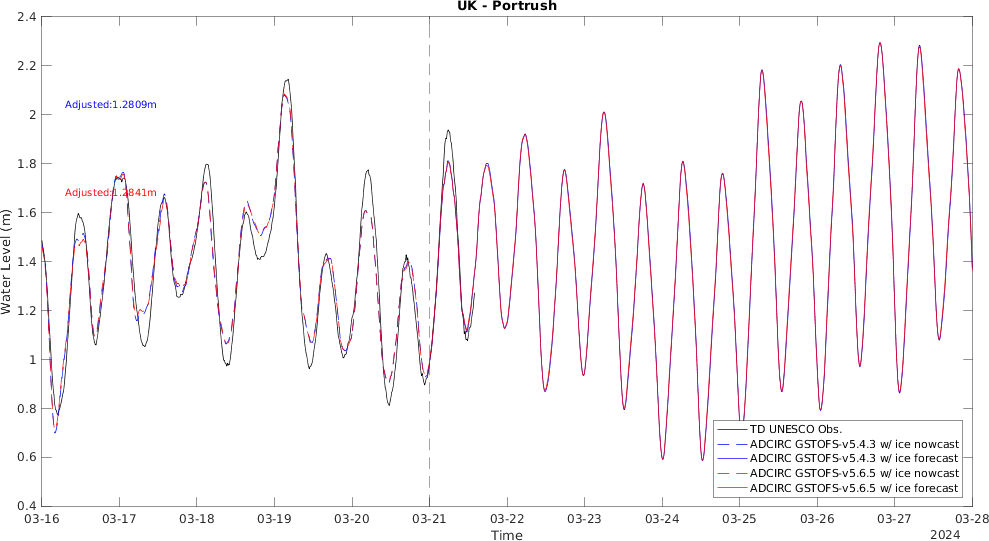 UK - Portrush
2.4
2.2
2
1.8
1.6
1.4
1.2
1
0.8
0.6
0.4
Water Level (m)
Adjusted:1.2809m
Adjusted:1.2841m
TD UNESCO Obs.
ADCIRC GSTOFS-v5.4.3 w/ ice nowcast
ADCIRC GSTOFS-v5.4.3 w/ ice forecast
ADCIRC GSTOFS-v5.6.5 w/ ice nowcast
ADCIRC GSTOFS-v5.6.5 w/ ice forecast
03-16 03-17 03-18 03-19 03-20 03-21 03-22 03-23 03-24 03-25 03-26 03-27 03-28
Time
2024